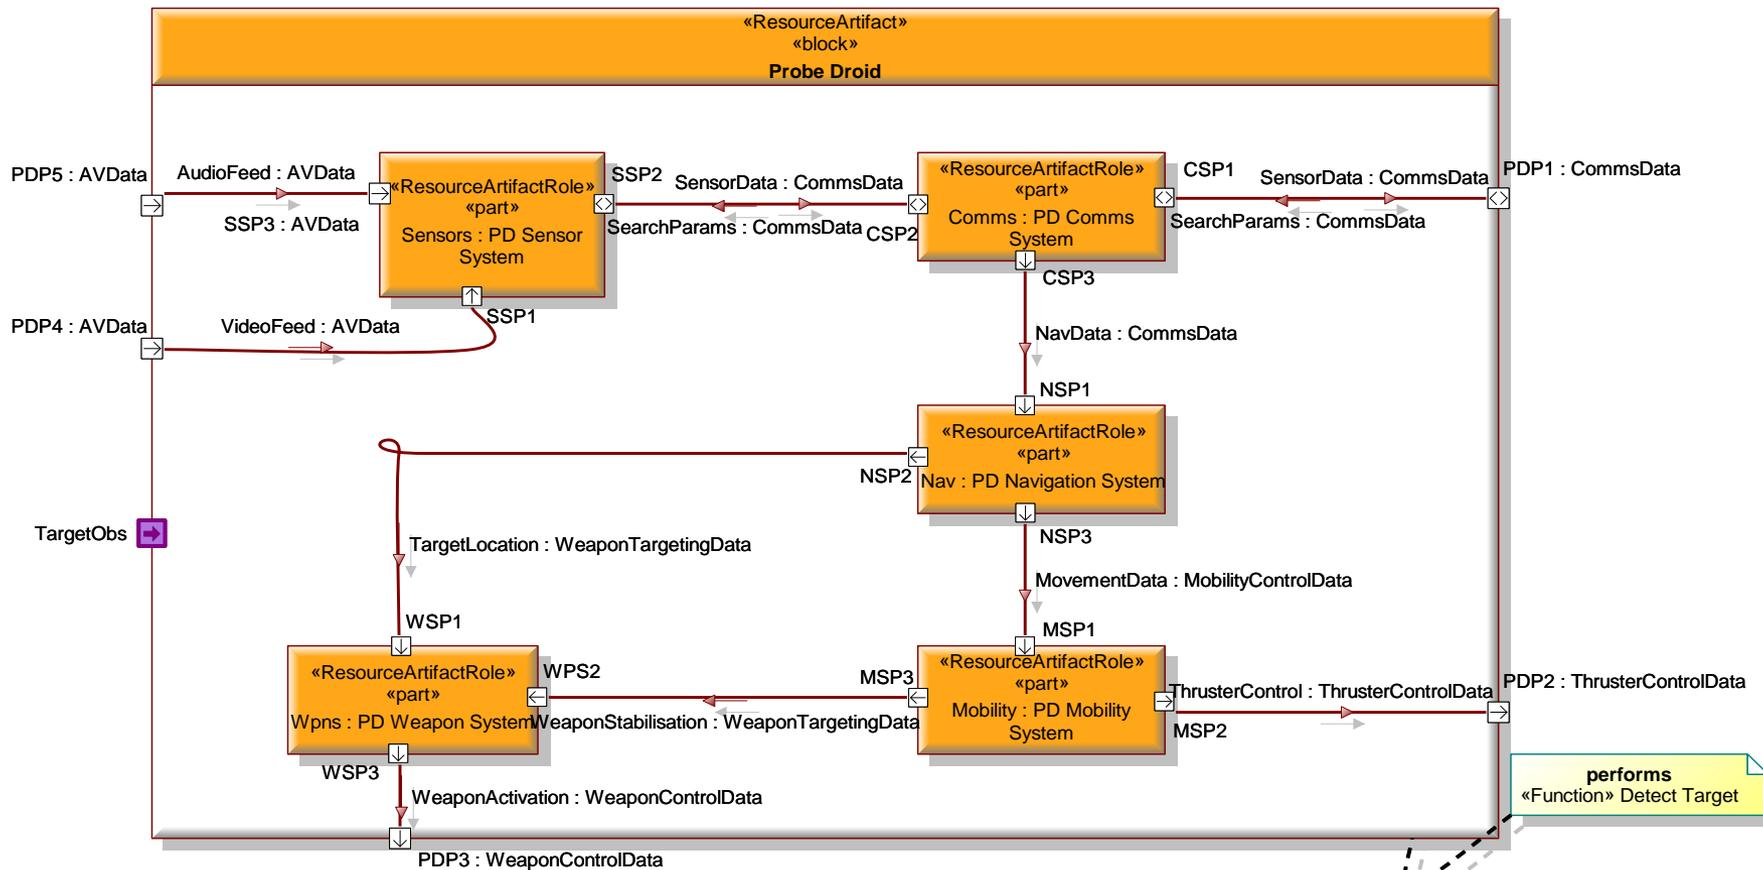 «ResourceArtifact»
«block»
Probe Droid
PDP5 : AVData
AudioFeed : AVData
SSP3 : AVData
«ResourceArtifactRole»
«part»
Sensors : PD Sensor
System
SSP2
SensorData : CommsData
SearchParams : CommsData
CSP2
«ResourceArtifactRole»
«part»
Comms : PD Comms
System
CSP1
SensorData : CommsData
SearchParams : CommsData
PDP1 : CommsData
CSP3
PDP4 : AVData
VideoFeed : AVData
SSP1
NavData : CommsData
NSP1
«ResourceArtifactRole»
«part»
Nav : PD Navigation System
NSP2
NSP3
TargetObs
TargetLocation : WeaponTargetingData
MovementData : MobilityControlData
WSP1
MSP1
«ResourceArtifactRole»
«part»
Wpns : PD Weapon System
WPS2
WeaponStabilisation : WeaponTargetingData
MSP3
«ResourceArtifactRole»
«part»
Mobility : PD Mobility
System
ThrusterControl : ThrusterControlData
MSP2
PDP2 : ThrusterControlData
WSP3
WeaponActivation : WeaponControlData
PDP3 : WeaponControlData
performs
«Function» Detect Target